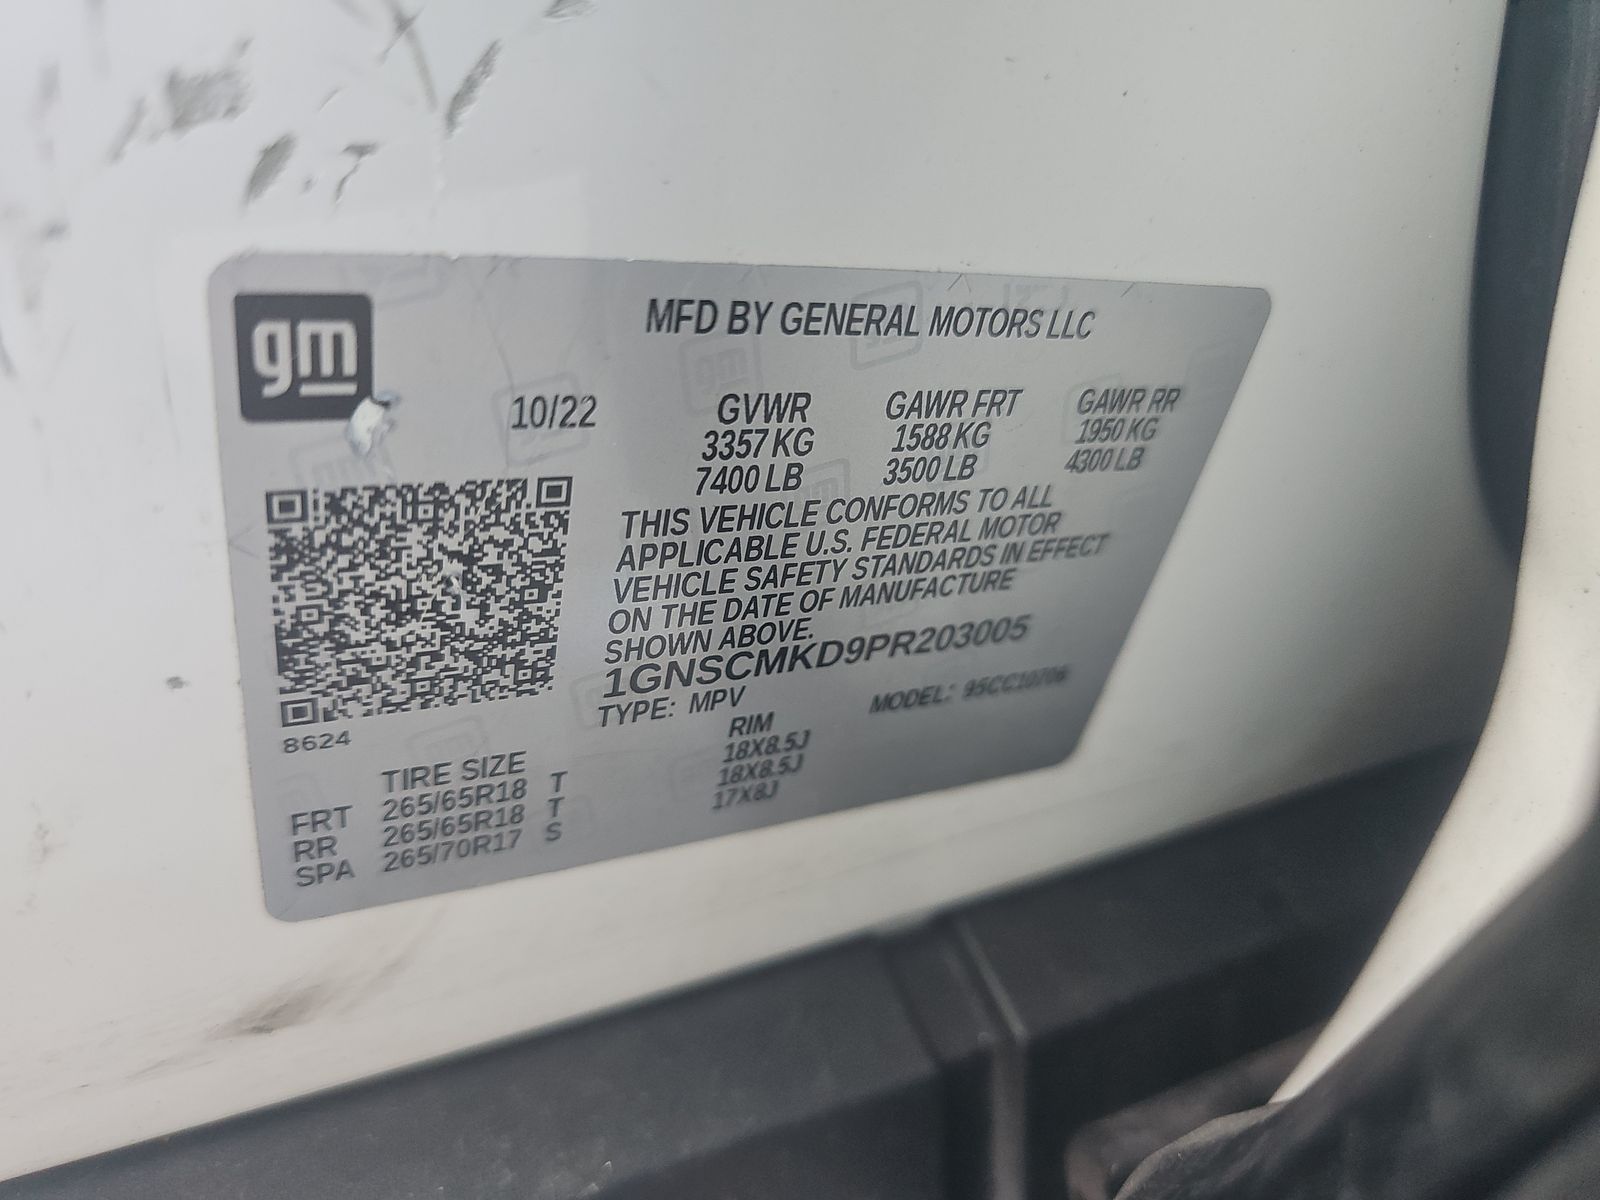 gm
MFD BY GENERAL MOTORS LLC
10/22 GVWR GAWR FRT GAWR RR
3357 KG 1588 KG 1950 KG
7400 LB 3500 LB 4300 LB
THIS VEHICLE CONFORMS TO ALL
APPLICABLE U.S. FEDERAL MOTOR
VEHICLE SAFETY STANDARDS IN EFFECT
ON THE DATE OF MANUFACTURE
SHOWN ABOVE.
1GNSCMKD9PR203005
TYPE: MPV MODEL: 95CC10706
8624
TIRE SIZE RIM
FRT 265/65R18 T 18X8.5J
RR 265/65R18 T 18X8.5J
SPA 265/70R17 S 17X8J